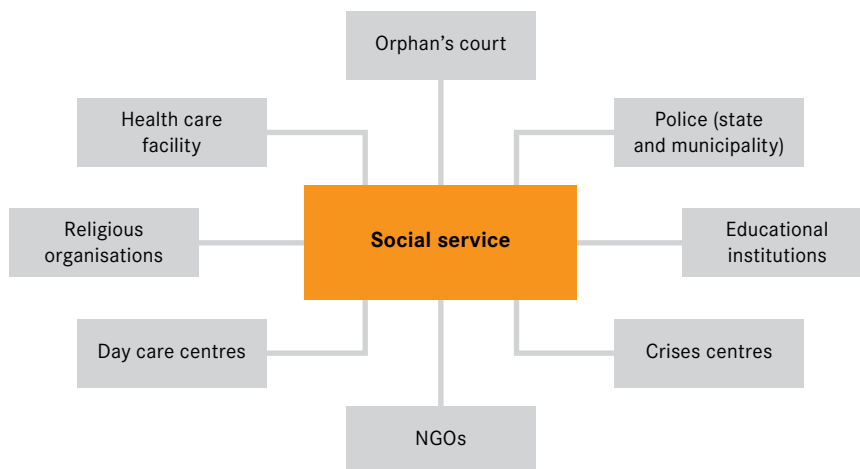 Orphan's court
Health care
facility
Police (state
and municipality)
Religious
organisations
Social service
Educational
institutions
Day care centres
Crises centres
NGOs